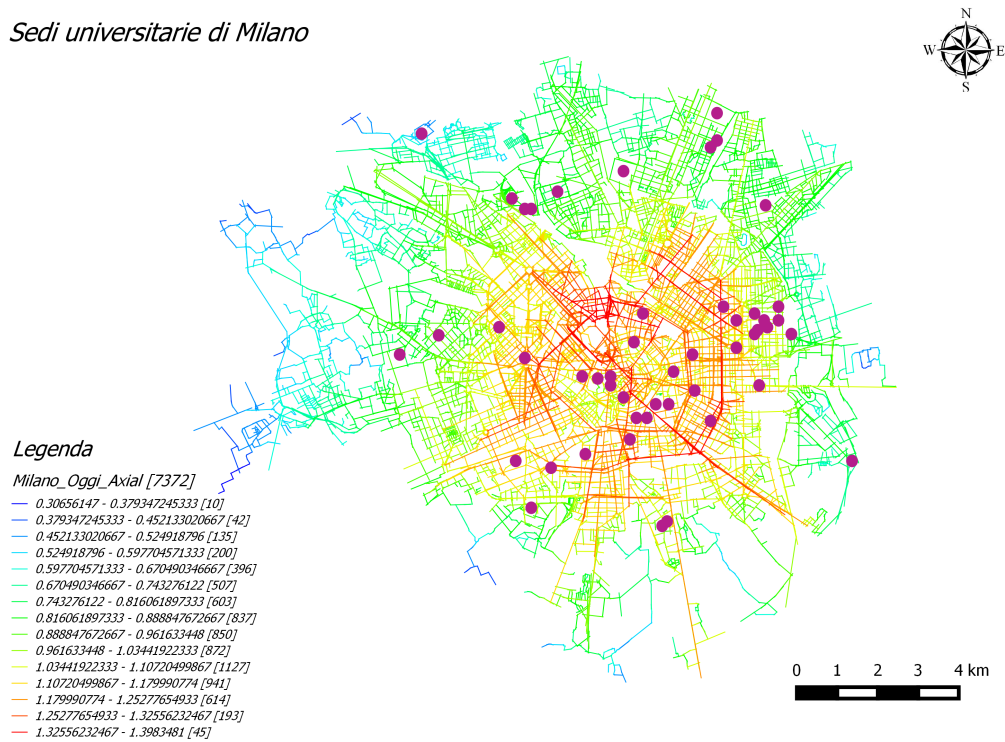 Sedi universitarie di Milano
N
W E
S
Legenda
Milano_Oggi_Axial [7372]
0.30656147 - 0.379347245333 [10]
0.379347245333 - 0.452133020667 [42]
0.452133020667 - 0.524918796 [135]
0.524918796 - 0.597704571333 [200]
0.597704571333 - 0.670490346667 [396]
0.670490346667 - 0.743276122 [507]
0.743276122 - 0.816061897333 [603]
0.816061897333 - 0.888847672667 [837]
0.888847672667 - 0.961633448 [850]
0.961633448 - 1.03441922333 [872]
1.03441922333 - 1.10720499867 [1127]
1.10720499867 - 1.179990774 [941]
1.179990774 - 1.25277654933 [614]
1.25277654933 - 1.32556232467 [193]
1.32556232467 - 1.3983481 [45]
0 1 2 3 4 km